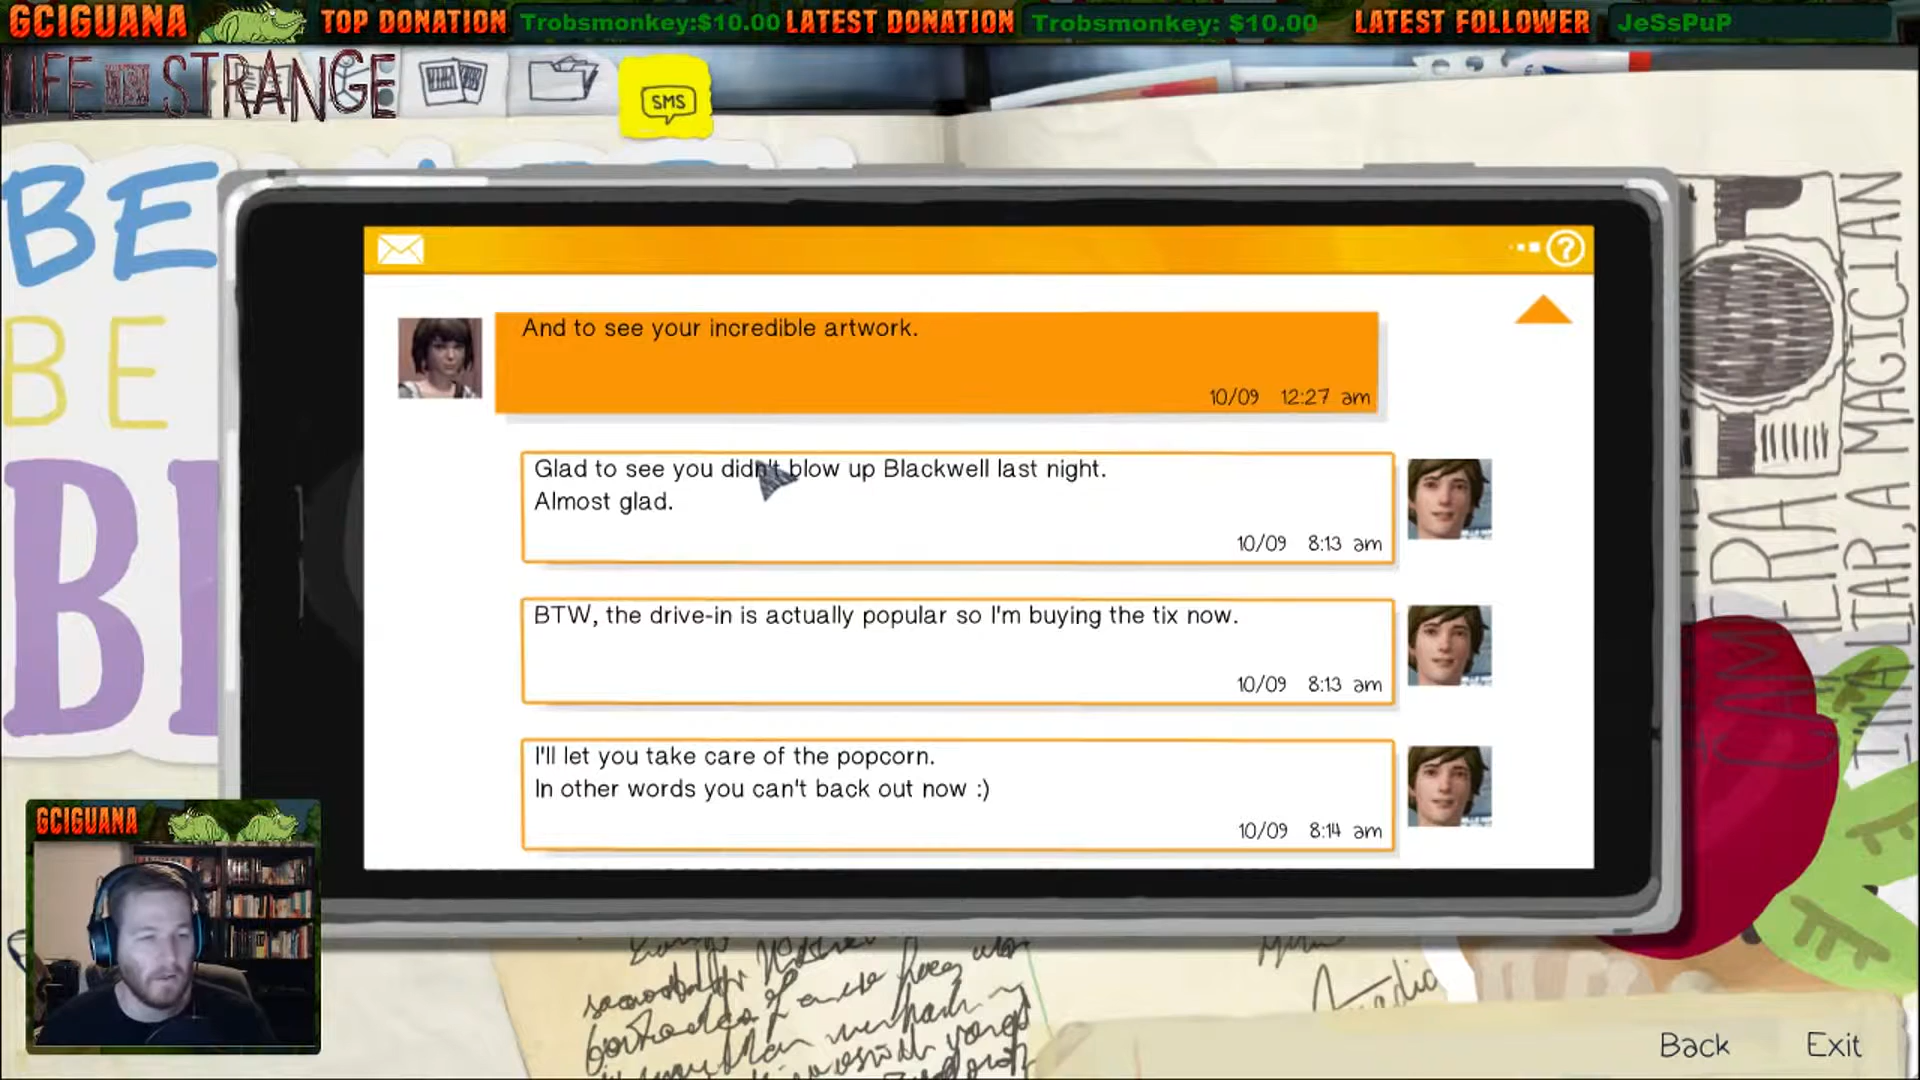 GCIGUANA TOP DONATION Trobsmonkey:$10.00 LATEST DONATION Trobsmonkey: $10.00 LATEST FOLLOWER JeSsPuP
LIFE IS STRANGE
SMS
BE
BE
?
And to see your incredible artwork.
10/09 12:27 am
Glad to see you didn't blow up Blackwell last night.
Almost glad.
10/09 8:13 am
BTW, the drive-in is actually popular so I'm buying the tix now.
10/09 8:13 am
I'll let you take care of the popcorn.
In other words you can't back out now :)
10/09 8:14 am
CAMERA
LIAR, A MAGICIAN
GCIGUANA
Back Exit